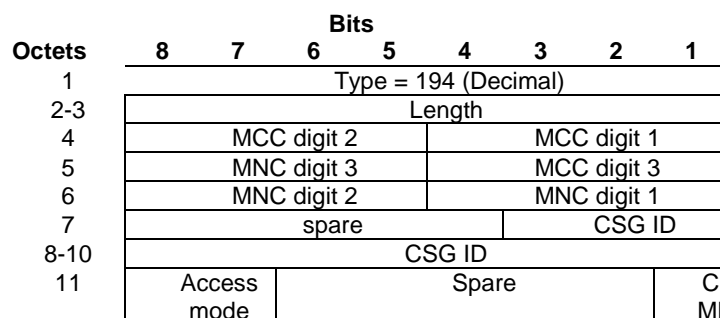 Bits
Octets 8 7 6 5 4 3 2 1
1 Type = 194 (Decimal)
2-3 Length
4 MCC digit 2 MCC digit 1
5 MNC digit 3 MCC digit 3
6 MNC digit 2 MNC digit 1
7 spare CSG ID
8-10 CSG ID
11 Access Spare
mode